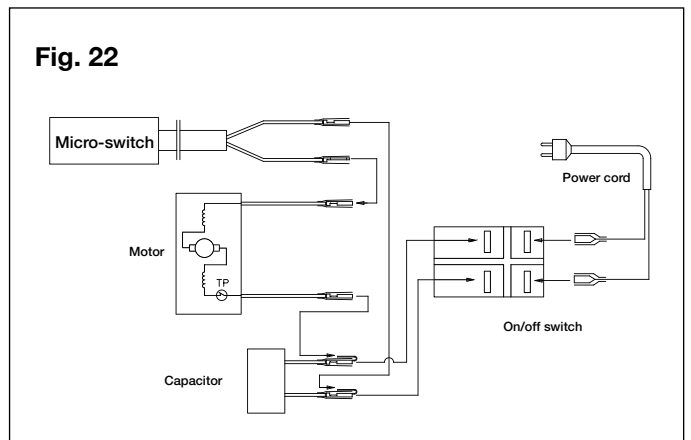 Fig. 22
Micro-switch
Power cord
Motor
TP
On/off switch
Capacitor